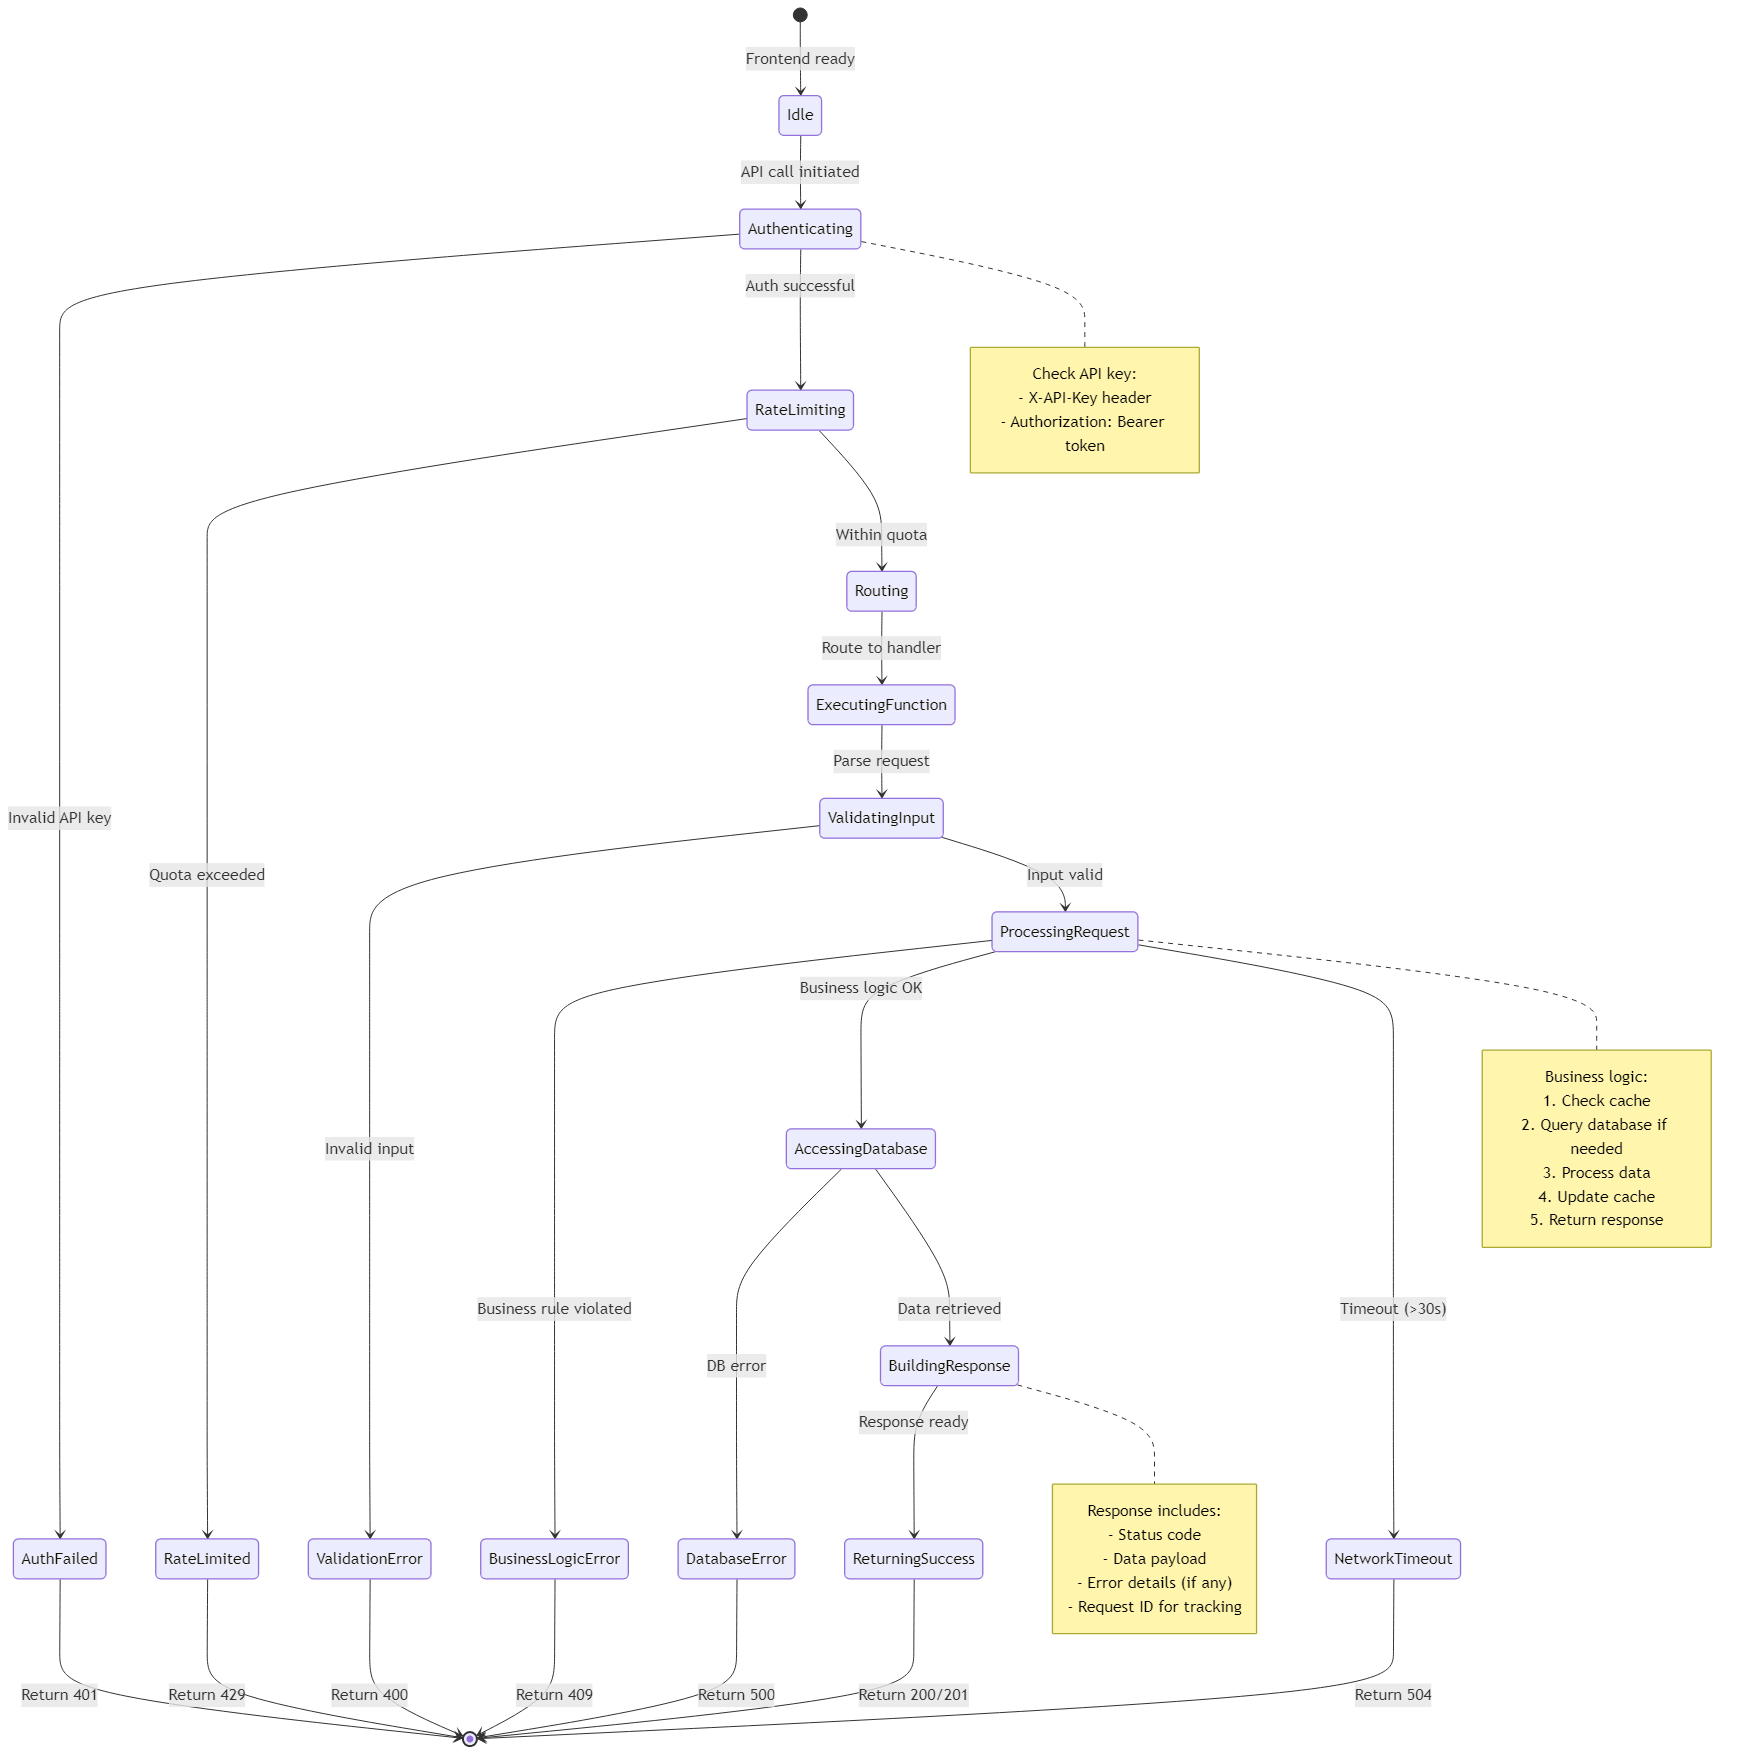 Frontend ready
Idle
API call initiated
Authenticating
Auth successful
Check API key:
- X-API-Key header
- Authorization: Bearer
token
RateLimiting
Within quota
Routing
Route to handler
ExecutingFunction
Parse request
Invalid API key
ValidatingInput
Quota exceeded
Input valid
ProcessingRequest
Business logic OK
Business logic:
1. Check cache
2. Query database if
needed
3. Process data
4. Update cache
5. Return response
Invalid input
AccessingDatabase
Business rule violated
Data retrieved
Timeout (>30s)
DB error
BuildingResponse
Response ready
Response includes:
- Status code
- Data payload
- Error details (if any)
- Request ID for tracking
AuthFailed
RateLimited
ValidationError
BusinessLogicError
DatabaseError
ReturningSuccess
NetworkTimeout
Return 401
Return 429
Return 400
Return 409
Return 500
Return 200/201
Return 504